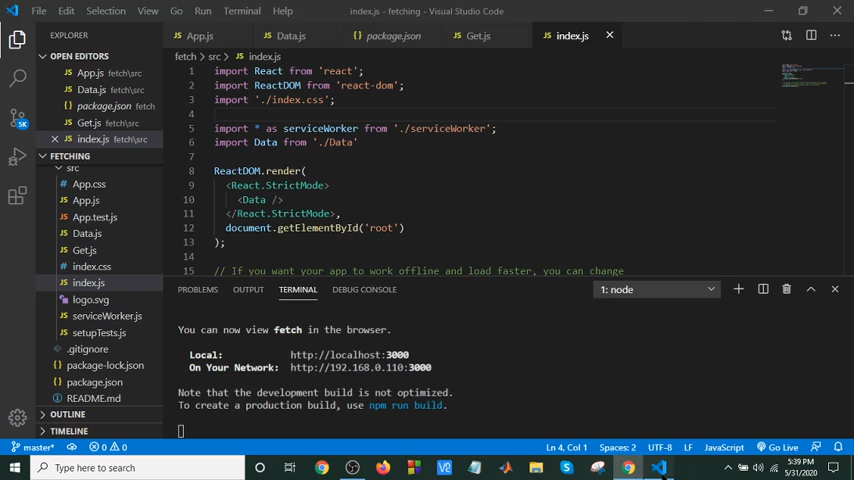 File Edit Selection View Go Run Terminal Help index.js - fetching - Visual Studio Code
EXPLORER
OPEN EDITORS
JS App.js fetch\src
JS Data.js fetch\src
package.json fetch
JS Get.js fetch\src
JS index.js fetch\src
FETCHING
src
# App.css
JS App.js
JS App.test.js
JS Data.js
JS Get.js
# index.css
JS index.js
logo.svg
JS serviceWorker.js
JS setupTests.js
.gitignore
{} package-lock.json
{} package.json
README.md
OUTLINE
TIMELINE
5K
JS App.js JS Data.js {} package.json JS Get.js JS index.js
fetch > src > JS index.js
1 import React from 'react';
2 import ReactDOM from 'react-dom';
3 import './index.css';
4
5 import * as serviceWorker from './serviceWorker';
6 import Data from './Data'
7
8 ReactDOM.render(
9 <React.StrictMode>
10 <Data />
11 </React.StrictMode>,
12 document.getElementById('root')
13 );
14
15 // If you want your app to work offline and load faster, you can change
PROBLEMS OUTPUT TERMINAL DEBUG CONSOLE 1: node
You can now view fetch in the browser.
Local: http://localhost:3000
On Your Network: http://192.168.0.110:3000
Note that the development build is not optimized.
To create a production build, use npm run build.
master* 0 0 Ln 4, Col 1 Spaces: 2 UTF-8 LF JavaScript Go Live
Type here to search
5:39 PM
5/31/2020